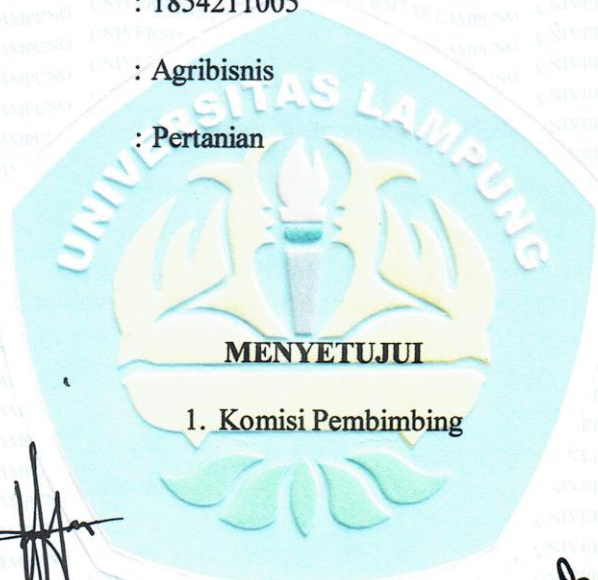 : 1854211005
: Agribisnis
: Pertanian
UNIVERSITAS LAMPUNG
MENYETUJUI
1. Komisi Pembimbing